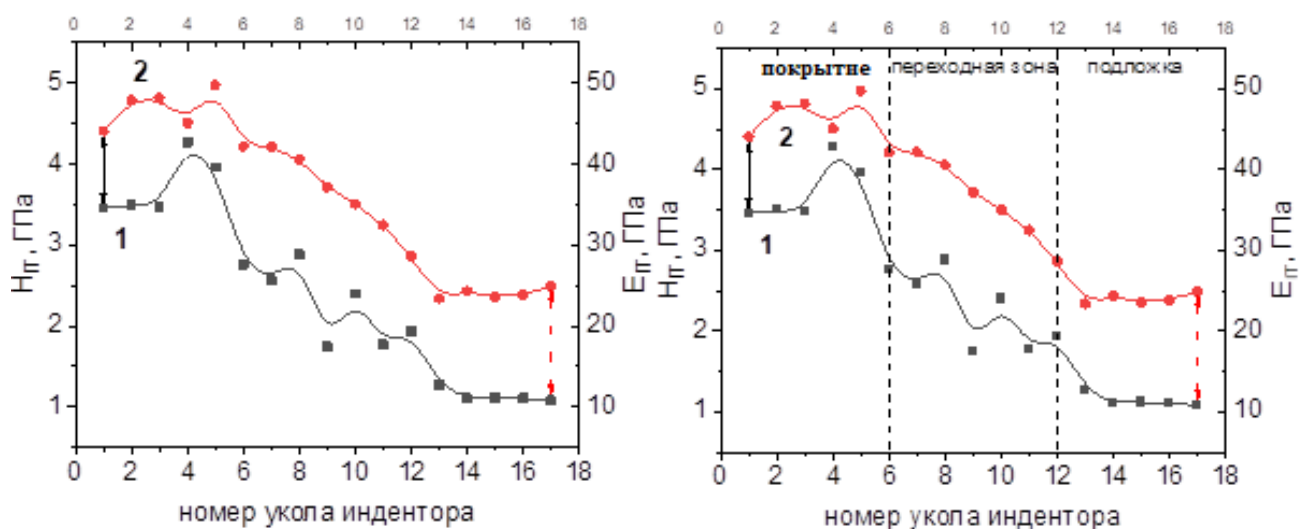 0 2 4 6 8 10 12 14 16 18
5
4
3
2
1
H_IT, ГПа
2
1
50
40
30
20
10
E_IT, ГПа
0 2 4 6 8 10 12 14 16 18
номер укола индентора
0 2 4 6 8 10 12 14 16 18
покрытие переходная зона подложка
5
4
3
2
1
H_IT, ГПа
2
1
50
40
30
20
10
E_IT, ГПа
0 2 4 6 8 10 12 14 16 18
номер укола индентора